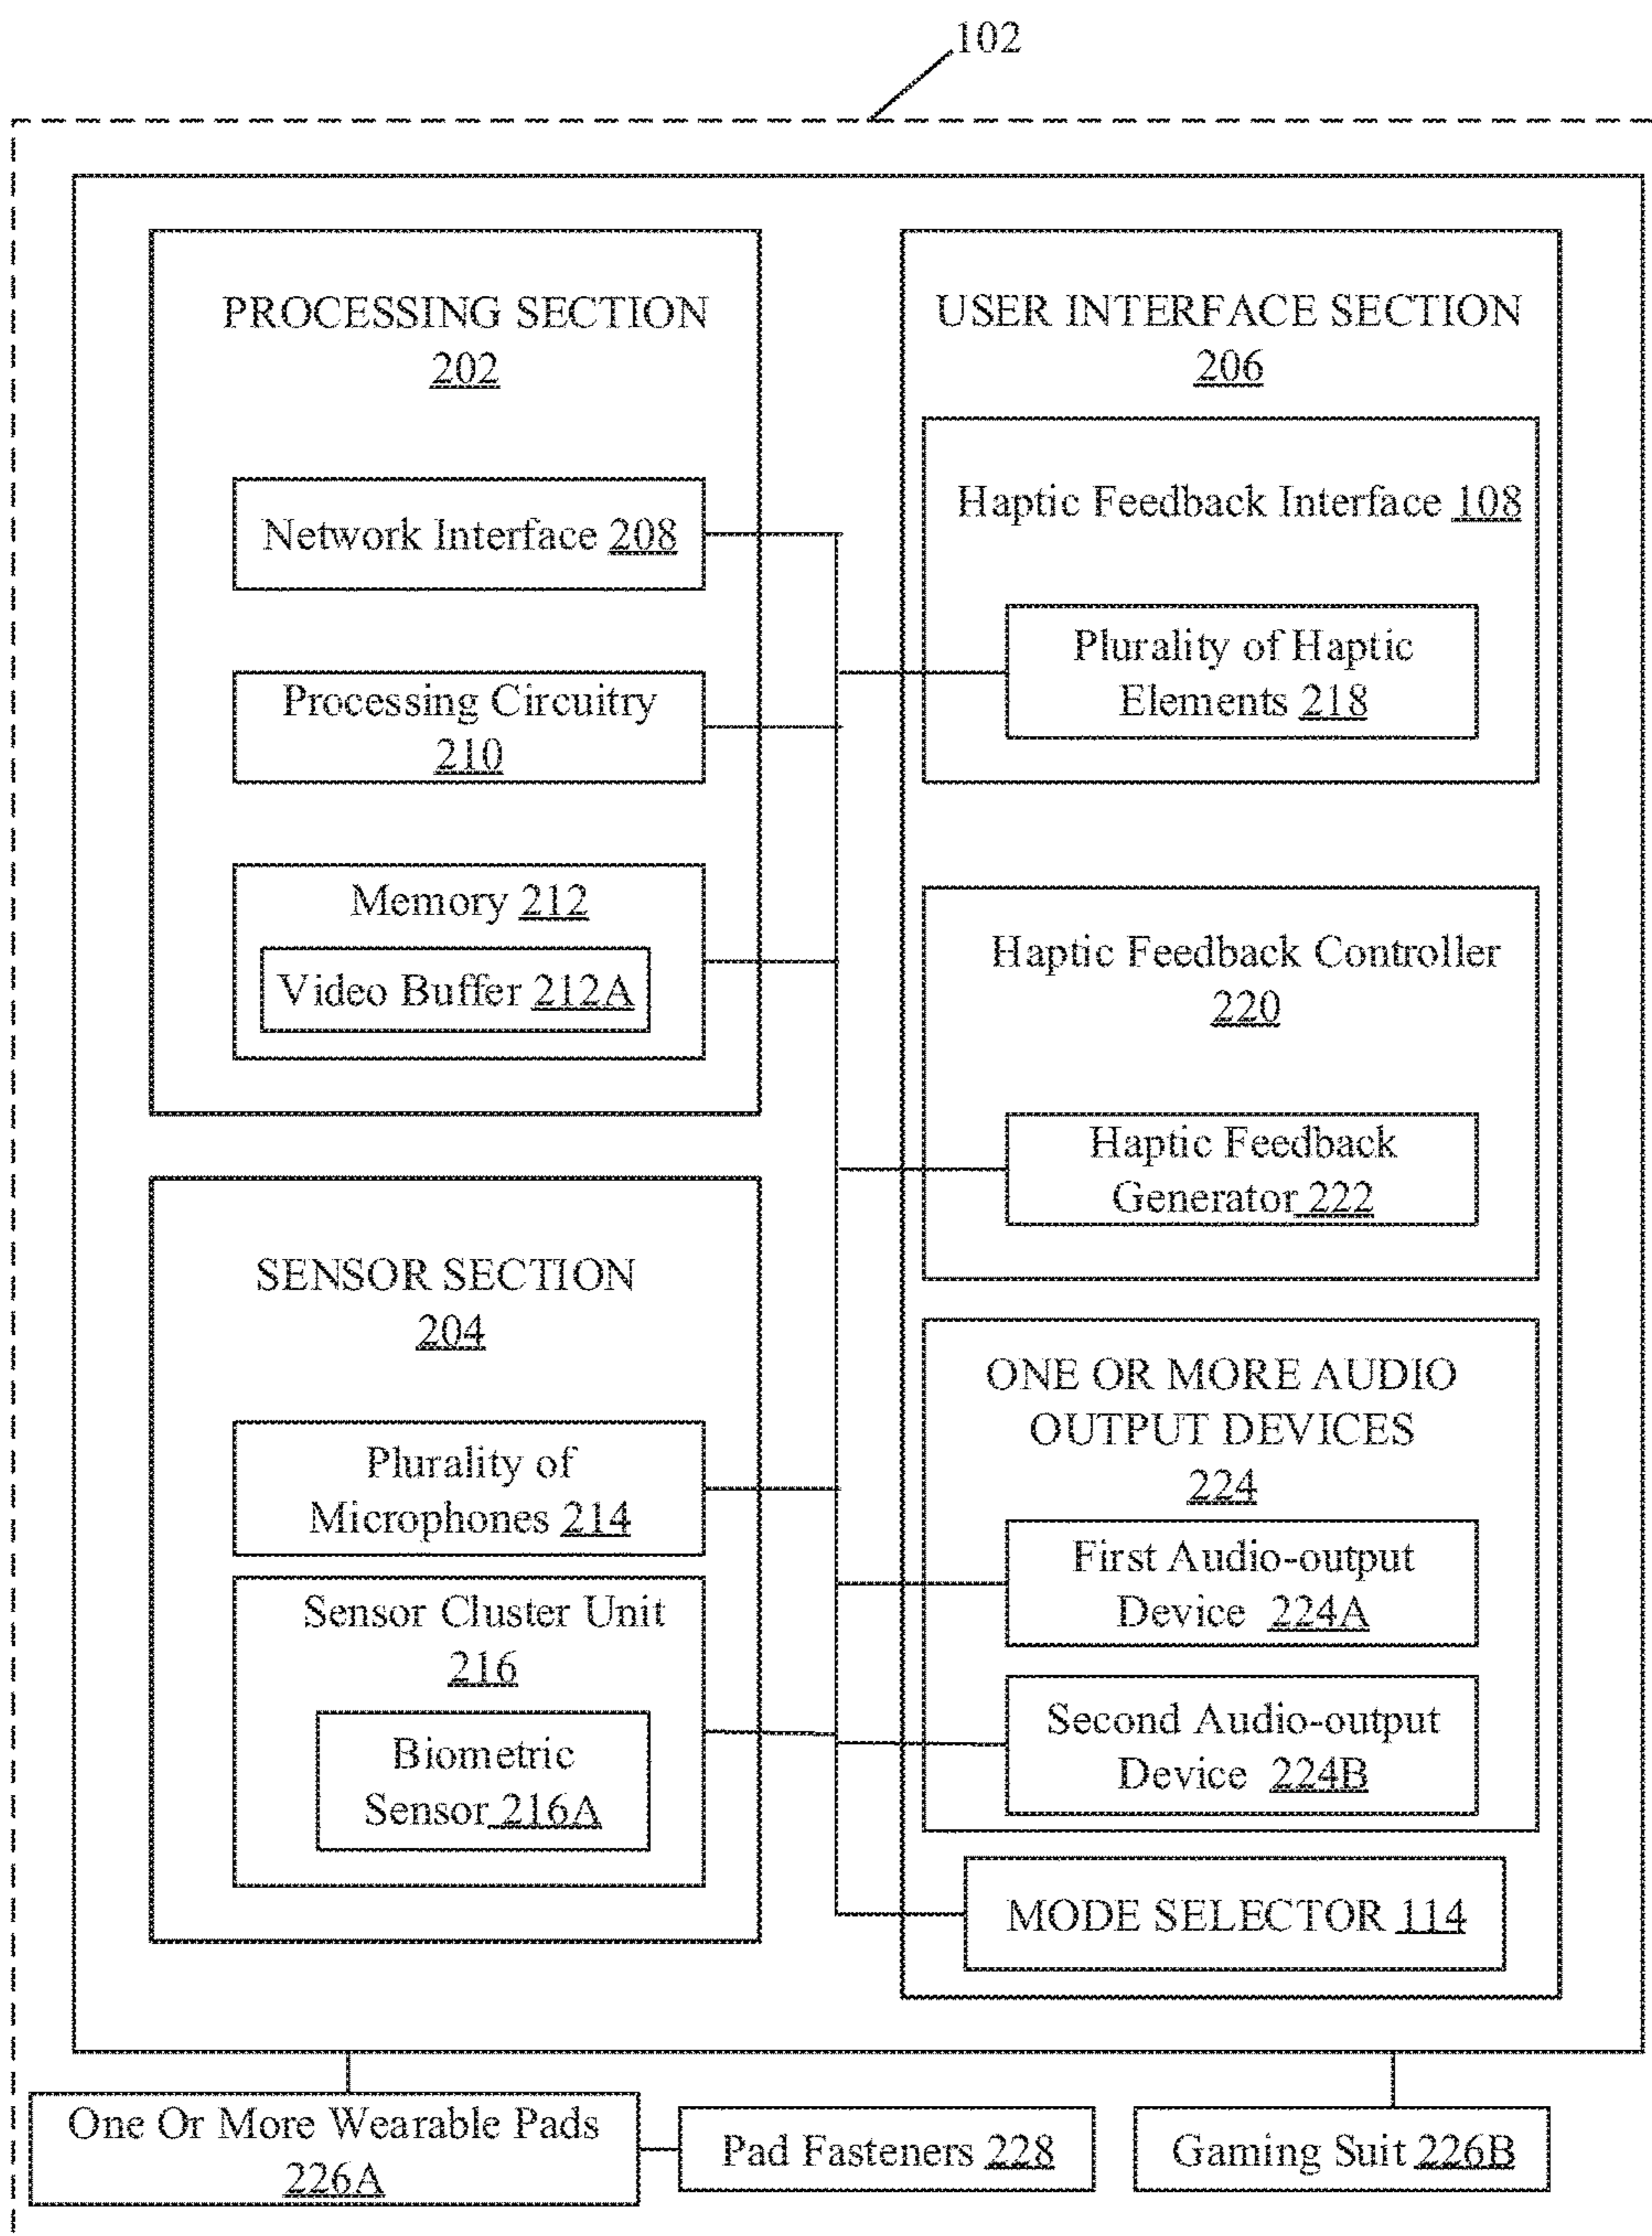 102
PROCESSING SECTION
202
Network Interface 208
Processing Circuitry
210
Memory 212
Video Buffer 212A
SENSOR SECTION
204
Plurality of
Microphones 214
Sensor Cluster Unit
216
Biometric
Sensor 216A
USER INTERFACE SECTION
206
Haptic Feedback Interface 108
Plurality of Haptic
Elements 218
Haptic Feedback Controller
220
Haptic Feedback
Generator 222
ONE OR MORE AUDIO
OUTPUT DEVICES
224
First Audio-output
Device 224A
Second Audio-output
Device 224B
MODE SELECTOR 114
One Or More Wearable Pads
226A
Pad Fasteners 228
Gaming Suit 226B